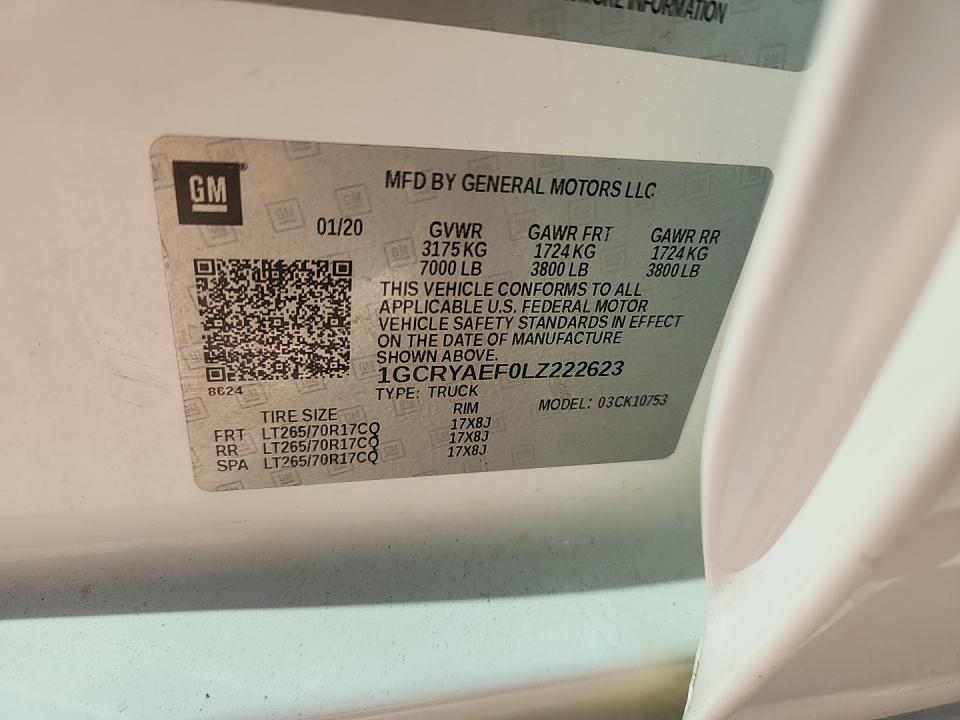 INFORMATION
GM
MFD BY GENERAL MOTORS LLC
01/20
GVWR GAWR FRT GAWR RR
3175 KG 1724 KG 1724 KG
7000 LB 3800 LB 3800 LB
THIS VEHICLE CONFORMS TO ALL
APPLICABLE U.S. FEDERAL MOTOR
VEHICLE SAFETY STANDARDS IN EFFECT
ON THE DATE OF MANUFACTURE
SHOWN ABOVE.
1GCRYAEF0LZ222623
8624
TYPE: TRUCK
MODEL: 03CK10753
TIRE SIZE RIM
FRT LT265/70R17CQ 17X8J
RR LT265/70R17CQ 17X8J
SPA LT265/70R17CQ 17X8J